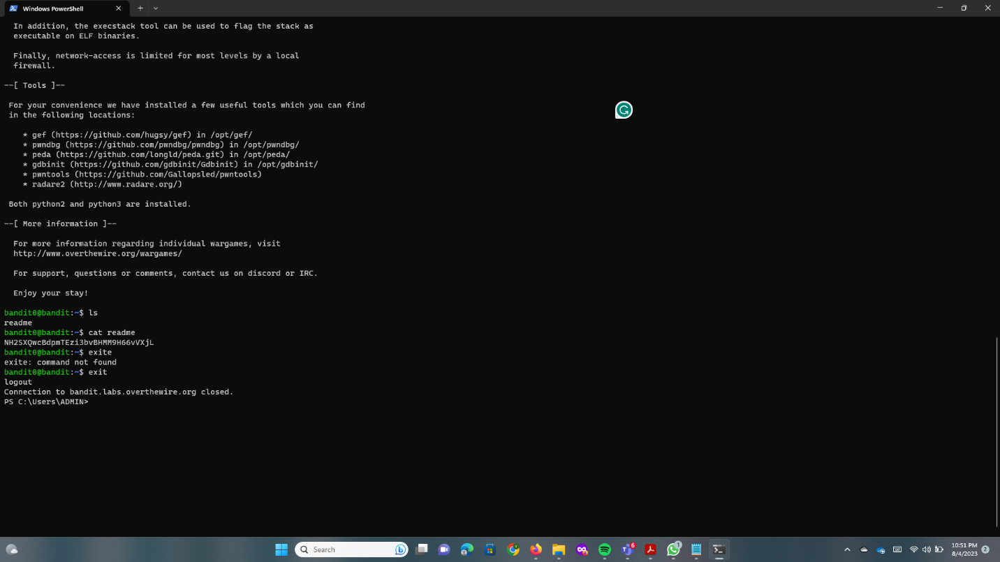 Windows PowerShell
In addition, the execstack tool can be used to flag the stack as
executable on ELF binaries.
Finally, network-access is limited for most levels by a local
firewall.
--[ Tools ]--
For your convenience we have installed a few useful tools which you can find
in the following locations:
* gef (https://github.com/hugsy/gef) in /opt/gef/
* pwndbg (https://github.com/pwndbg/pwndbg) in /opt/pwndbg/
* peda (https://github.com/longld/peda.git) in /opt/peda/
* gdbinit (https://github.com/gdbinit/Gdbinit) in /opt/gdbinit/
* pwntools (https://github.com/Gallopsled/pwntools)
* radare2 (http://www.radare.org/)
Both python2 and python3 are installed.
--[ More information ]--
For more information regarding individual wargames, visit
http://www.overthewire.org/wargames/
For support, questions or comments, contact us on discord or IRC.
Enjoy your stay!
bandit0@bandit:~$ ls
readme
bandit0@bandit:~$ cat readme
NH2SXQwcBdpmTEzi3bvBHMM9H66vVXjL
bandit0@bandit:~$ exite
exite: command not found
bandit0@bandit:~$ exit
logout
Connection to bandit.labs.overthewire.org closed.
PS C:\Users\ADMIN>
Search
6
1
10:51 PM
8/4/2023
2